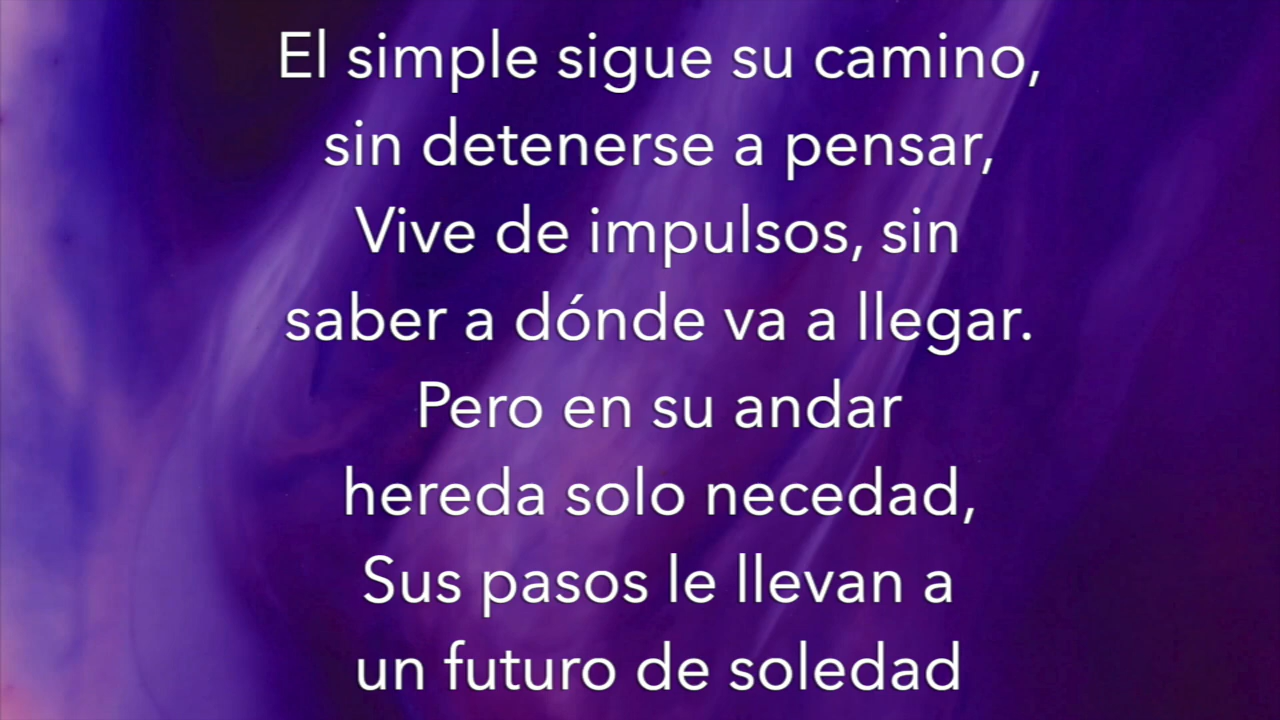 El simple sigue su camino,
sin detenerse a pensar,
Vive de impulsos, sin
saber a dónde va a llegar.
Pero en su andar
hereda solo necedad,
Sus pasos le llevan a
un futuro de soledad